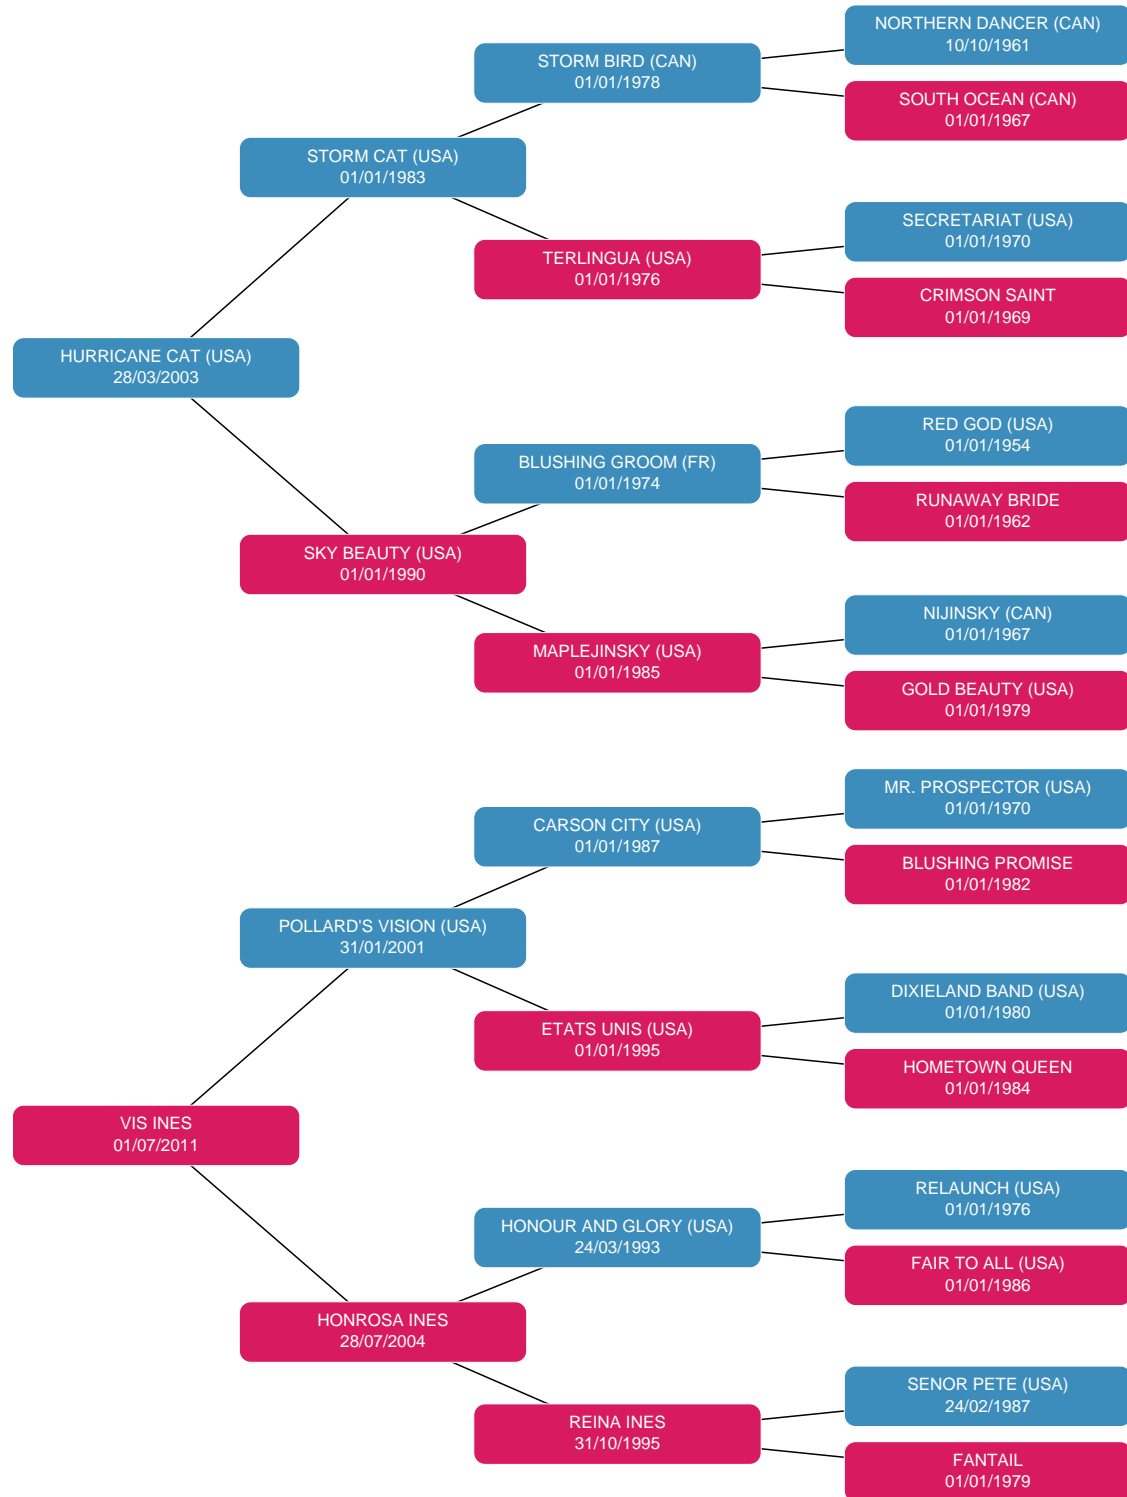 NORTHERN DANCER (CAN)
10/10/1961
STORM BIRD (CAN)
01/01/1978
SOUTH OCEAN (CAN)
01/01/1967
STORM CAT (USA)
01/01/1983
SECRETARIAT (USA)
01/01/1970
TERLINGUA (USA)
01/01/1976
CRIMSON SAINT
01/01/1969
HURRICANE CAT (USA)
28/03/2003
RED GOD (USA)
01/01/1954
BLUSHING GROOM (FR)
01/01/1974
RUNAWAY BRIDE
01/01/1962
SKY BEAUTY (USA)
01/01/1990
NIJINSKY (CAN)
01/01/1967
MAPLEJINSKY (USA)
01/01/1985
GOLD BEAUTY (USA)
01/01/1979
MR. PROSPECTOR (USA)
01/01/1970
CARSON CITY (USA)
01/01/1987
BLUSHING PROMISE
01/01/1982
POLLARD'S VISION (USA)
31/01/2001
DIXIELAND BAND (USA)
01/01/1980
ETATS UNIS (USA)
01/01/1995
HOMETOWN QUEEN
01/01/1984
VIS INES
01/07/2011
RELAUNCH (USA)
01/01/1976
HONOUR AND GLORY (USA)
24/03/1993
FAIR TO ALL (USA)
01/01/1986
HONROSA INES
28/07/2004
SENOR PETE (USA)
24/02/1987
REINA INES
31/10/1995
FANTAIL
01/01/1979